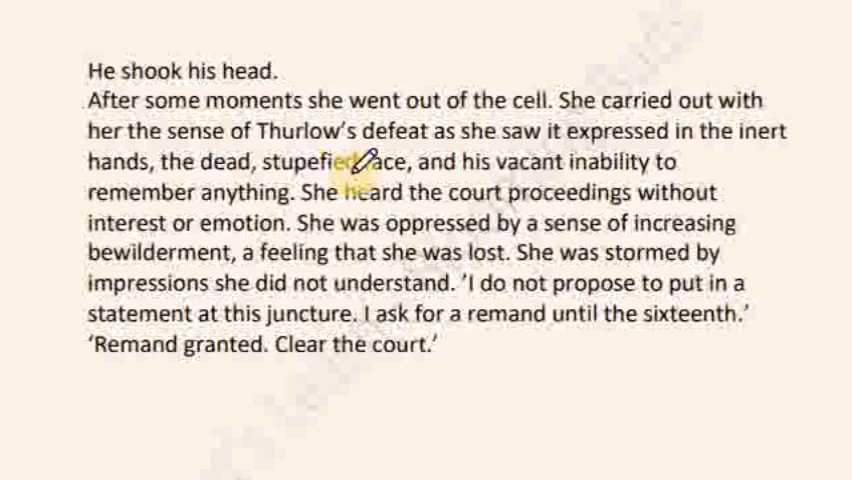 He shook his head.
After some moments she went out of the cell. She carried out with
her the sense of Thurlow's defeat as she saw it expressed in the inert
hands, the dead, stupefied face, and his vacant inability to
remember anything. She heard the court proceedings without
interest or emotion. She was oppressed by a sense of increasing
bewilderment, a feeling that she was lost. She was stormed by
impressions she did not understand. 'I do not propose to put in a
statement at this juncture. I ask for a remand until the sixteenth.'
'Remand granted. Clear the court.'